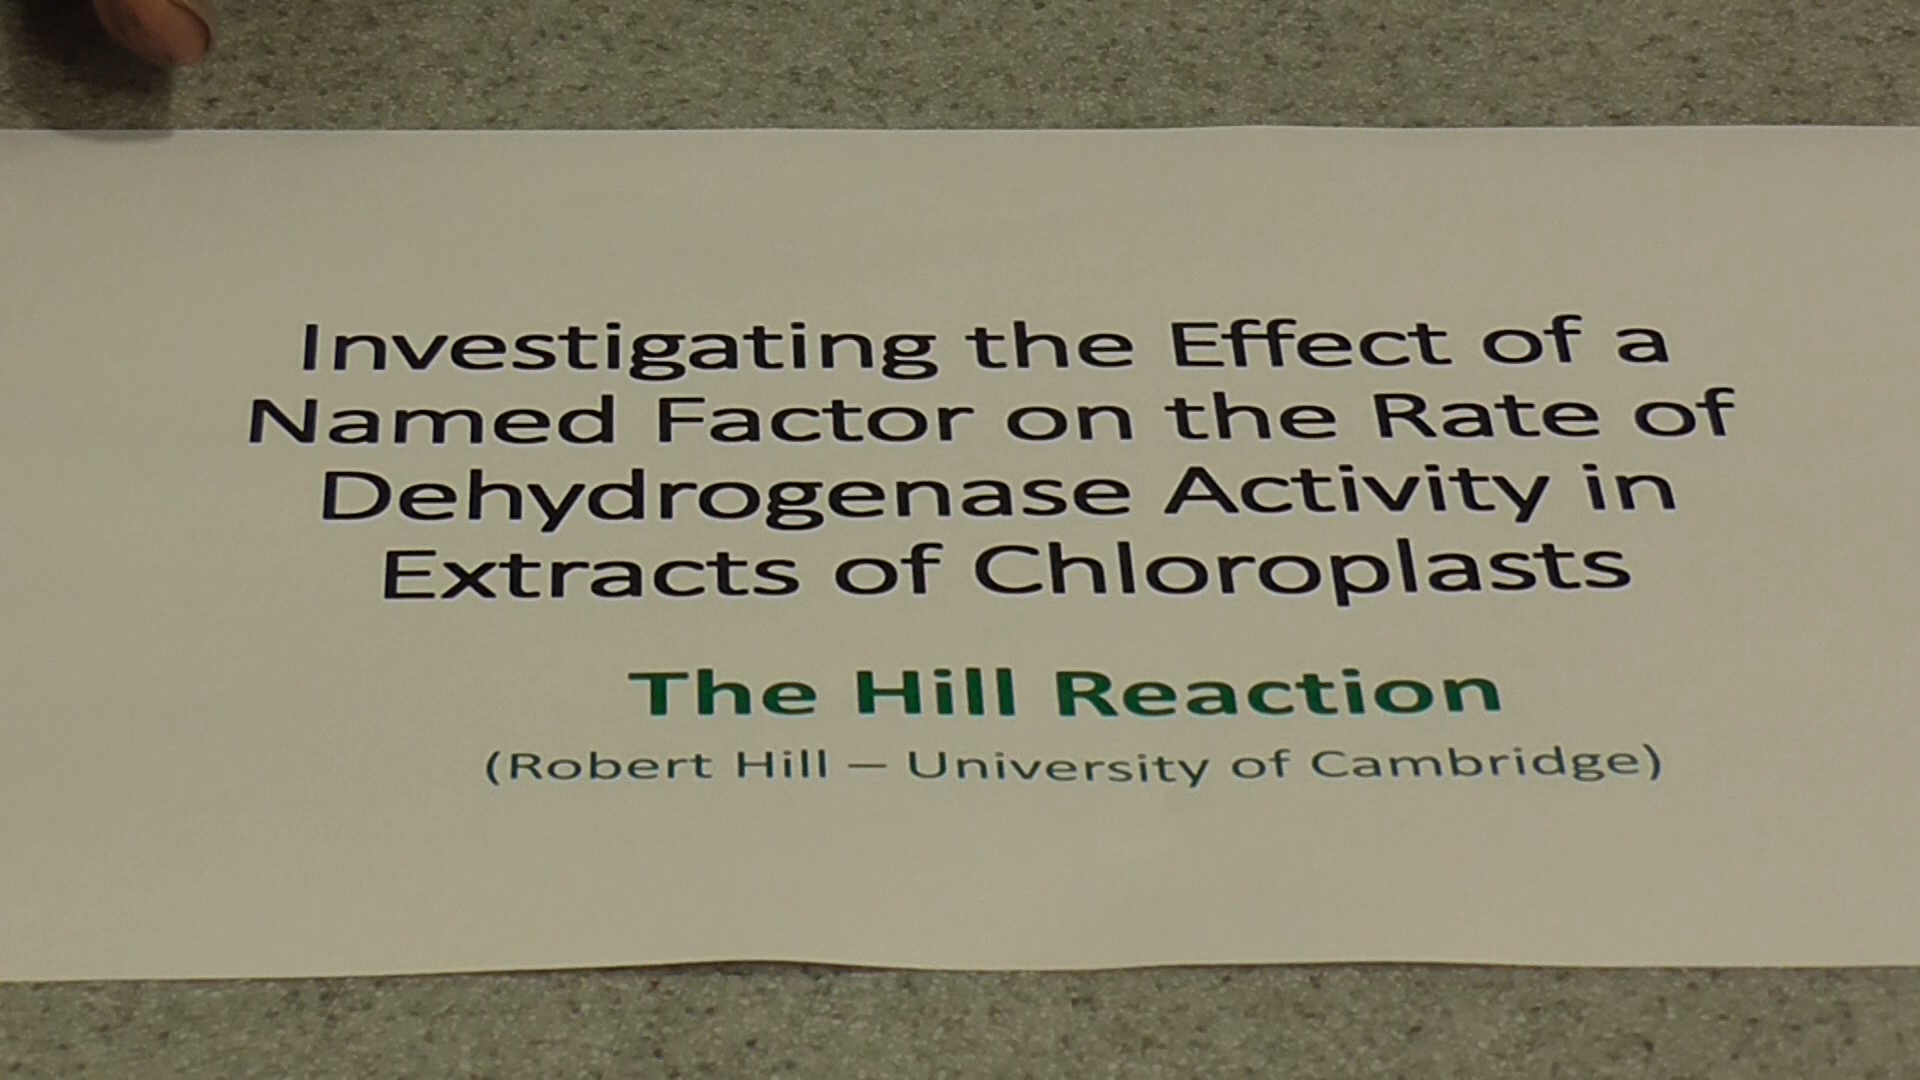 Investigating the Effect of a
Named Factor on the Rate of
Dehydrogenase Activity in
Extracts of Chloroplasts
The Hill Reaction
(Robert Hill – University of Cambridge)